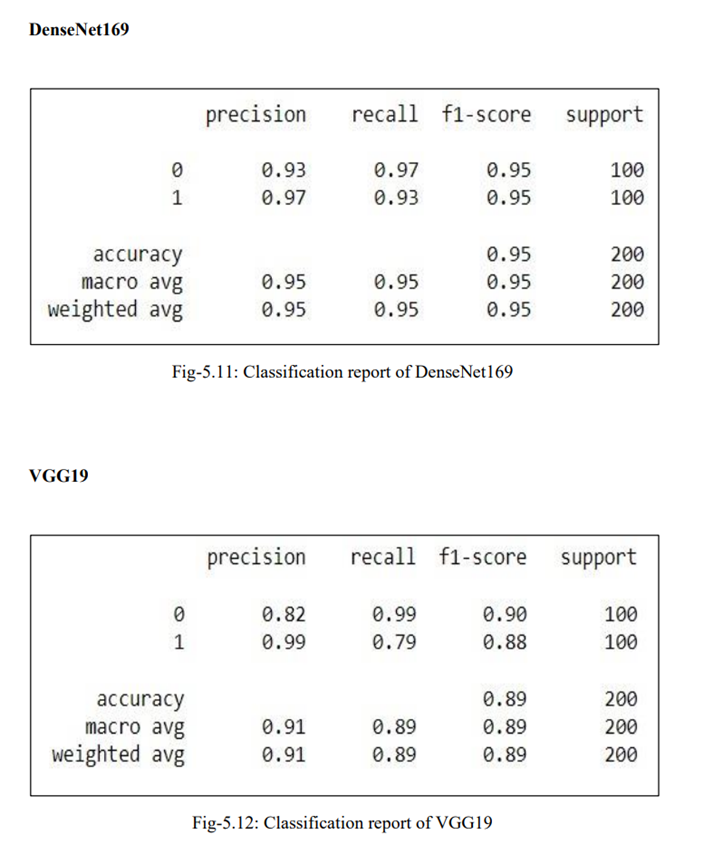 DenseNet169
precision recall f1-score support
0 0.93 0.97 0.95 100
1 0.97 0.93 0.95 100
accuracy 0.95 200
macro avg 0.95 0.95 0.95 200
weighted avg 0.95 0.95 0.95 200
Fig-5.11: Classification report of DenseNet169
VGG19
precision recall f1-score support
0 0.82 0.99 0.90 100
1 0.99 0.79 0.88 100
accuracy 0.89 200
macro avg 0.91 0.89 0.89 200
weighted avg 0.91 0.89 0.89 200
Fig-5.12: Classification report of VGG19